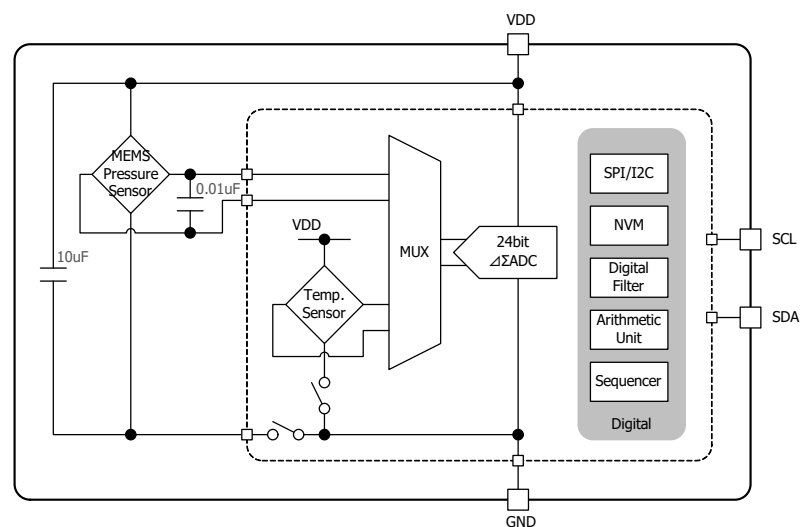 VDD
MEMS
Pressure
Sensor
0.01uF
10uF
VDD
Temp.
Sensor
MUX
24bit
⊿ΣADC
SPI/I2C
NVM
Digital
Filter
Arithmetic
Unit
Sequencer
Digital
SCL
SDA
GND